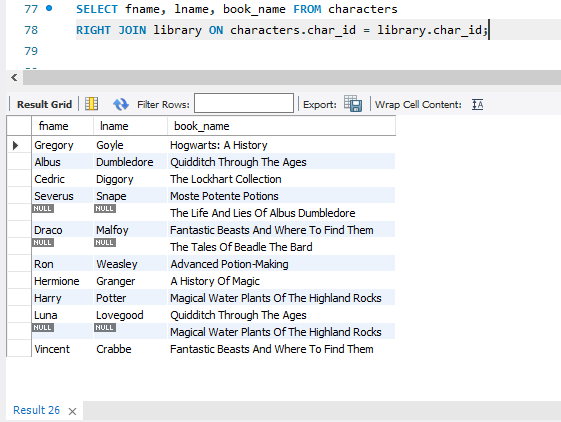 77 SELECT fname, lname, book_name FROM characters
78 RIGHT JOIN library ON characters.char_id = library.char_id;
79
Result Grid Filter Rows: Export: Wrap Cell Content: IA
fname lname book_name
Gregory Goyle Hogwarts: A History
Albus Dumbledore Quidditch Through The Ages
Cedric Diggory The Lockhart Collection
Severus Snape Moste Potente Potions
NULL NULL The Life And Lies Of Albus Dumbledore
Draco Malfoy Fantastic Beasts And Where To Find Them
NULL NULL The Tales Of Beadle The Bard
Ron Weasley Advanced Potion-Making
Hermione Granger A History Of Magic
Harry Potter Magical Water Plants Of The Highland Rocks
Luna Lovegood Quidditch Through The Ages
NULL NULL Magical Water Plants Of The Highland Rocks
Vincent Crabbe Fantastic Beasts And Where To Find Them
Result 26